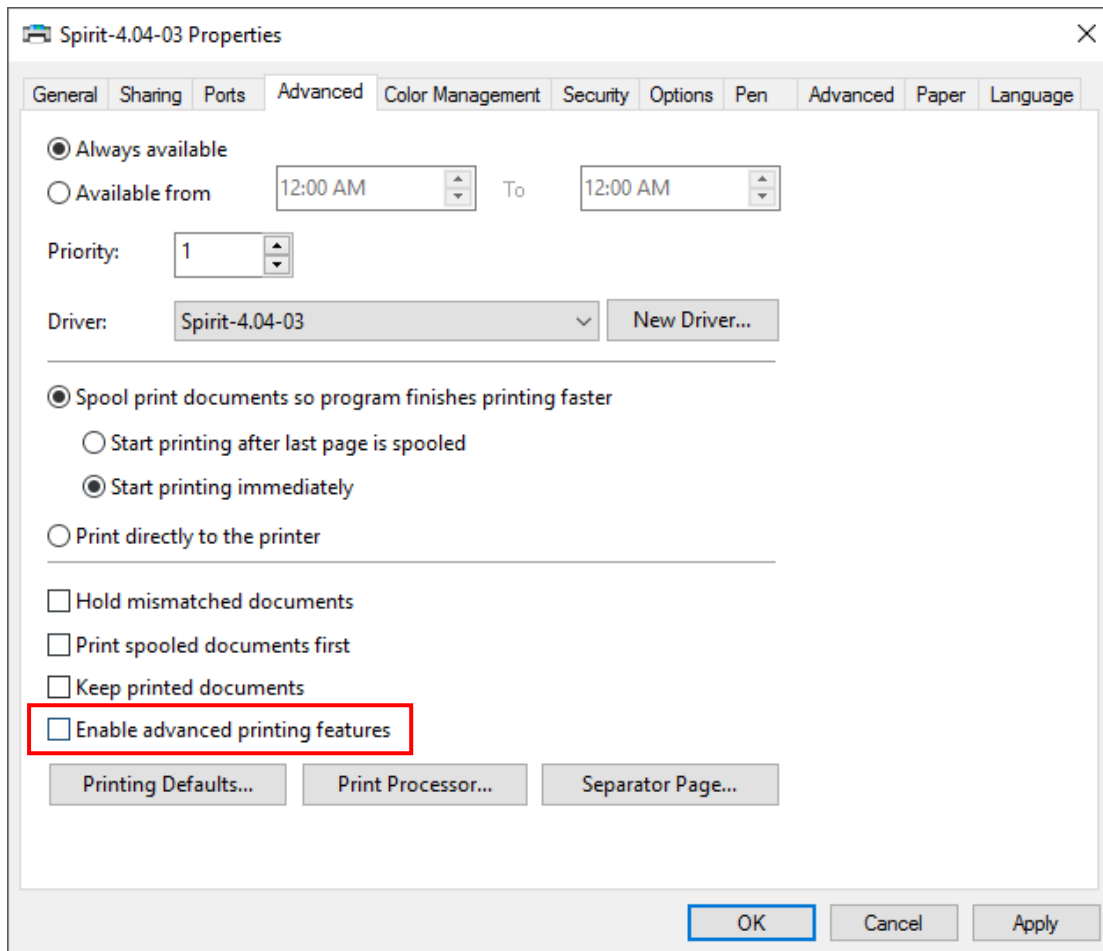 Spirit-4.04-03 Properties
General Sharing Ports Advanced Color Management Security Options Pen Advanced Paper Language
Always available
Available from 12:00 AM To 12:00 AM
Priority: 1
Driver: Spirit-4.04-03 New Driver...
Spool print documents so program finishes printing faster
Start printing after last page is spooled
Start printing immediately
Print directly to the printer
Hold mismatched documents
Print spooled documents first
Keep printed documents
Enable advanced printing features
Printing Defaults... Print Processor... Separator Page...
OK Cancel Apply